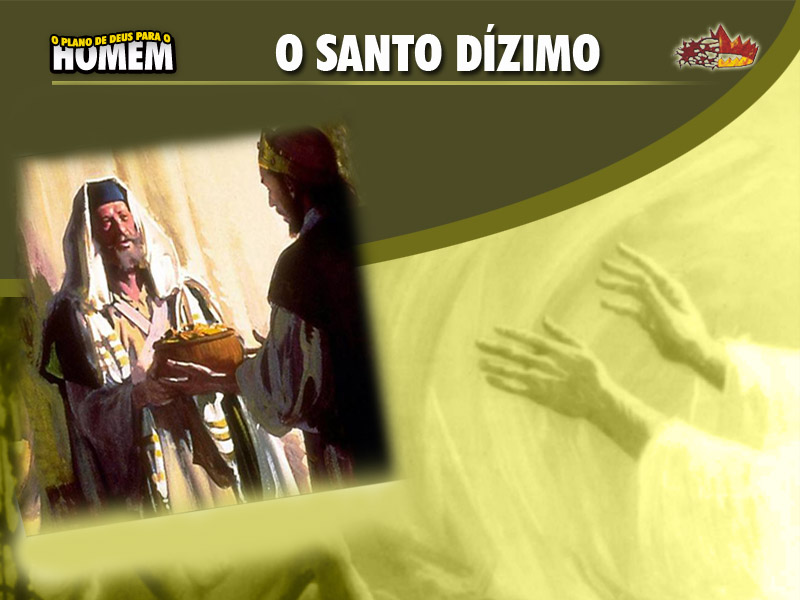 O PLANO DE DEUS PARA O
HOMEM
O SANTO DÍZIMO